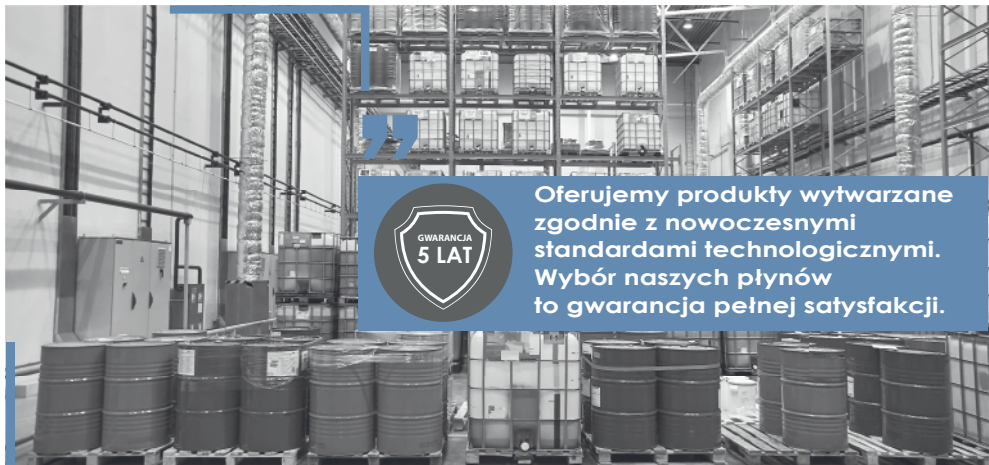 ”
GWARANCJA
5 LAT
Oferujemy produkty wytwarzane
zgodnie z nowoczesnymi
standardami technologicznymi.
Wybór naszych płynów
to gwarancja pełnej satysfakcji.